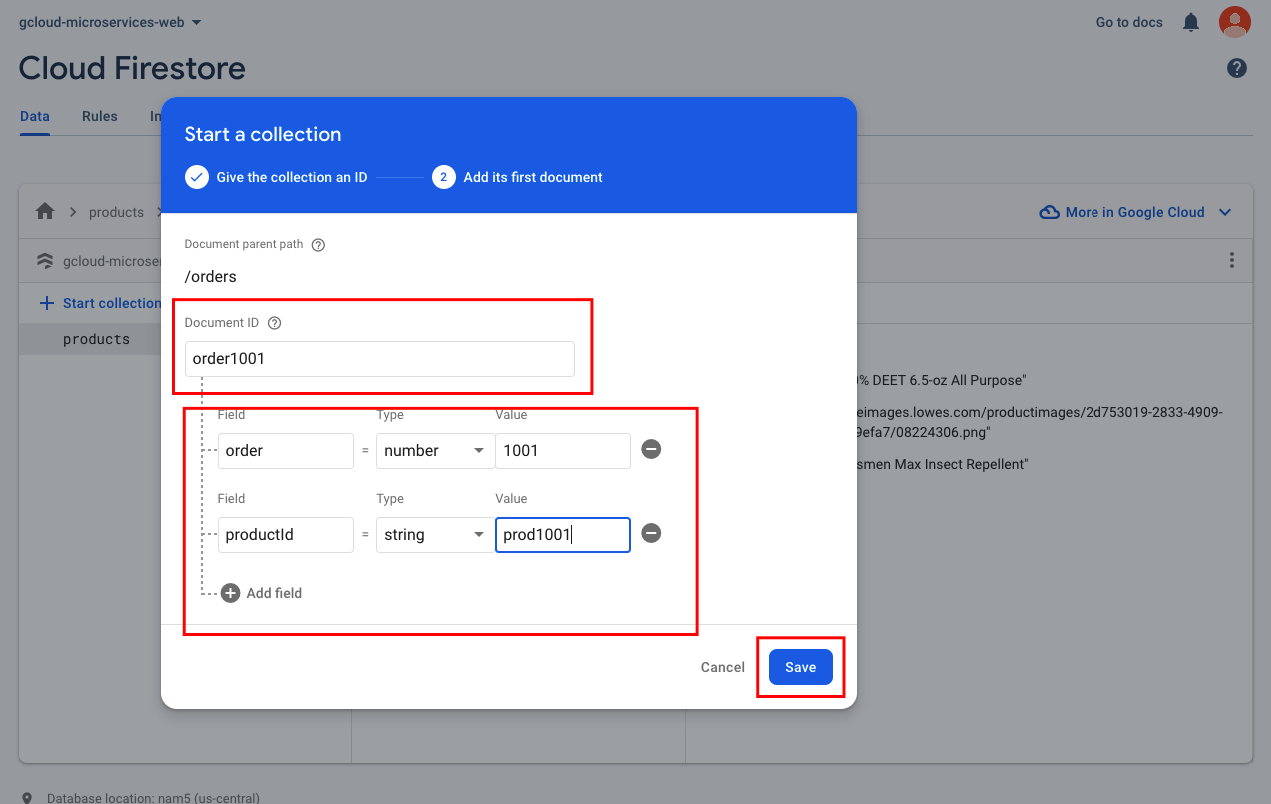 gcloud-microservices-web
Go to docs
Cloud Firestore
Data Rules In
Start a collection
Give the collection an ID 2 Add its first document
products
More in Google Cloud
Document parent path
gcloud-microser
/orders
Start collection
Document ID
products
order1001
% DEET 6.5-oz All Purpose"
Field Type Value
eimages.lowes.com/productimages/2d753019-2833-4909-
9efa7/08224306.png"
order = number 1001
smen Max Insect Repellent"
Field Type Value
productId = string prod1001
Add field
Cancel Save
Database location: nam5 (us-central)